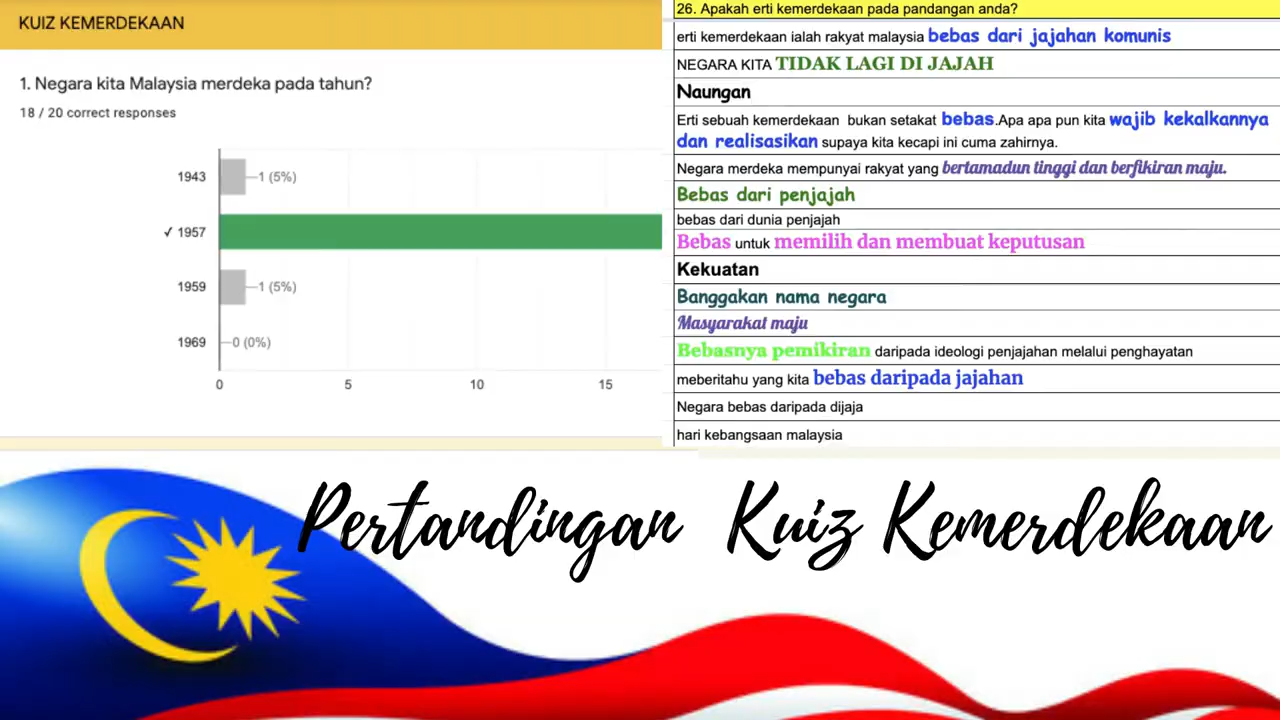 KUIZ KEMERDEKAAN
1. Negara kita Malaysia merdeka pada tahun?
18 / 20 correct responses
1943
1 (5%)
✓ 1957
1959
1 (5%)
1969
0 (0%)
0
5
10
15
26. Apakah erti kemerdekaan pada pandangan anda?
erti kemerdekaan ialah rakyat malaysia bebas dari jajahan komunis
NEGARA KITA TIDAK LAGI DI JAJAH
Naungan
Erti sebuah kemerdekaan bukan setakat bebas.Apa apa pun kita wajib kekalkannya
dan realisasikan supaya kita kecapi ini cuma zahirnya.
Negara merdeka mempunyai rakyat yang bertamadun tinggi dan berfikiran maju.
Bebas dari penjajah
bebas dari dunia penjajah
Bebas untuk memilih dan membuat keputusan
Kekuatan
Banggakan nama negara
Masyarakat maju
Bebasnya pemikiran daripada ideologi penjajahan melalui penghayatan
meberitahu yang kita bebas daripada jajahan
Negara bebas daripada dijaja
hari kebangsaan malaysia
Pertandingan Kuiz Kemerdekaan